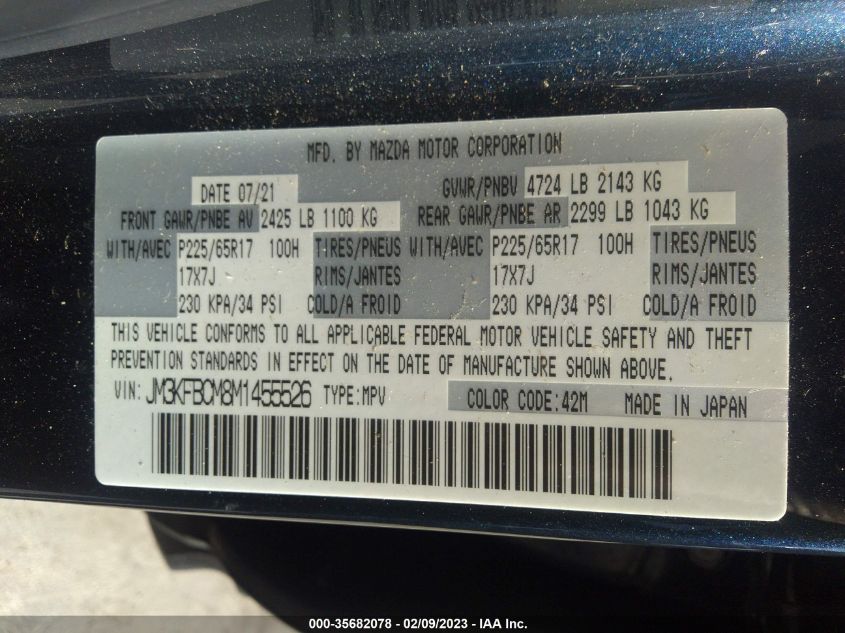 MFD. BY MAZDA MOTOR CORPORATION
DATE 07/21 GVWR/PNBV 4724 LB 2143 KG
FRONT GAWR/PNBE AV 2425 LB 1100 KG REAR GAWR/PNBE AR 2299 LB 1043 KG
WITH/AVEC P225/65R17 100H TIRES/PNEUS WITH/AVEC P225/65R17 100H TIRES/PNEUS
17X7J RIMS/JANTES 17X7J RIMS/JANTES
230 KPA/34 PSI COLD/A FROID 230 KPA/34 PSI COLD/A FROID
THIS VEHICLE CONFORMS TO ALL APPLICABLE FEDERAL MOTOR VEHICLE SAFETY AND THEFT
PREVENTION STANDARDS IN EFFECT ON THE DATE OF MANUFACTURE SHOWN ABOVE.
VIN: JM3KFBCM8M1455526 TYPE:MPV COLOR CODE:42M MADE IN JAPAN
000-35682078 - 02/09/2023 - IAA Inc.